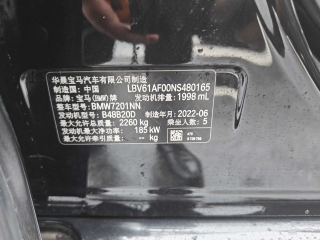 华晨宝马汽车有限公司制造
制造国：中国 LBV61AF00NS480165
品牌：宝马(BMW)牌 发动机排量：1998 mL
整车型号：BMW7201NN
发动机型号：B48B20D 制造年月：2022-06
最大允许总质量：2260 kg 乘坐人数：5
发动机最大净功率：185 kW
最大允许牵引质量：-- kg